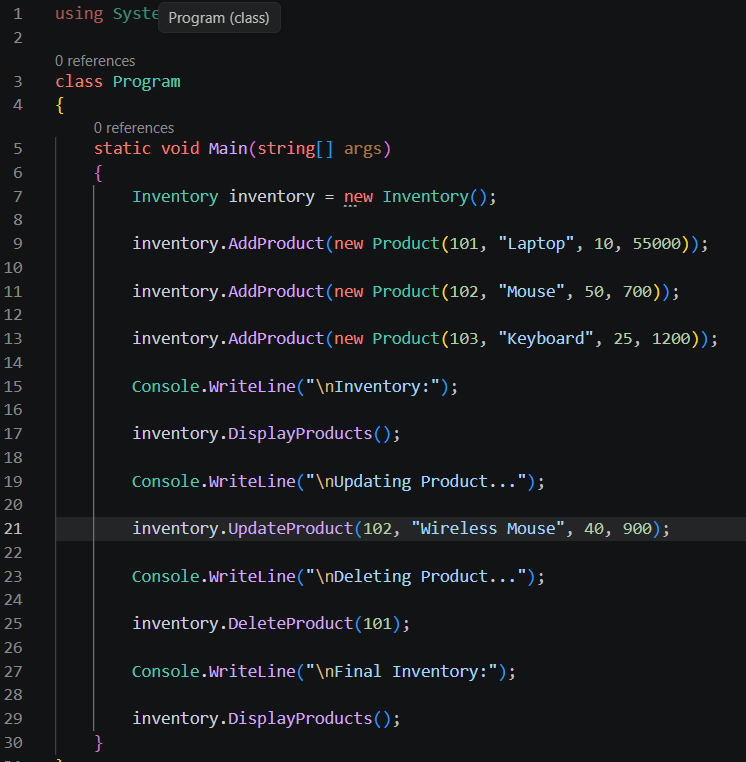 1 using Syste
Program (class)
2
0 references
3 class Program
4 {
0 references
5 static void Main(string[] args)
6 {
7 Inventory inventory = new Inventory();
8
9 inventory.AddProduct(new Product(101, "Laptop", 10, 55000));
10
11 inventory.AddProduct(new Product(102, "Mouse", 50, 700));
12
13 inventory.AddProduct(new Product(103, "Keyboard", 25, 1200));
14
15 Console.WriteLine("\nInventory:");
16
17 inventory.DisplayProducts();
18
19 Console.WriteLine("\nUpdating Product...");
20
21 inventory.UpdateProduct(102, "Wireless Mouse", 40, 900);
22
23 Console.WriteLine("\nDeleting Product...");
24
25 inventory.DeleteProduct(101);
26
27 Console.WriteLine("\nFinal Inventory:");
28
29 inventory.DisplayProducts();
30 }